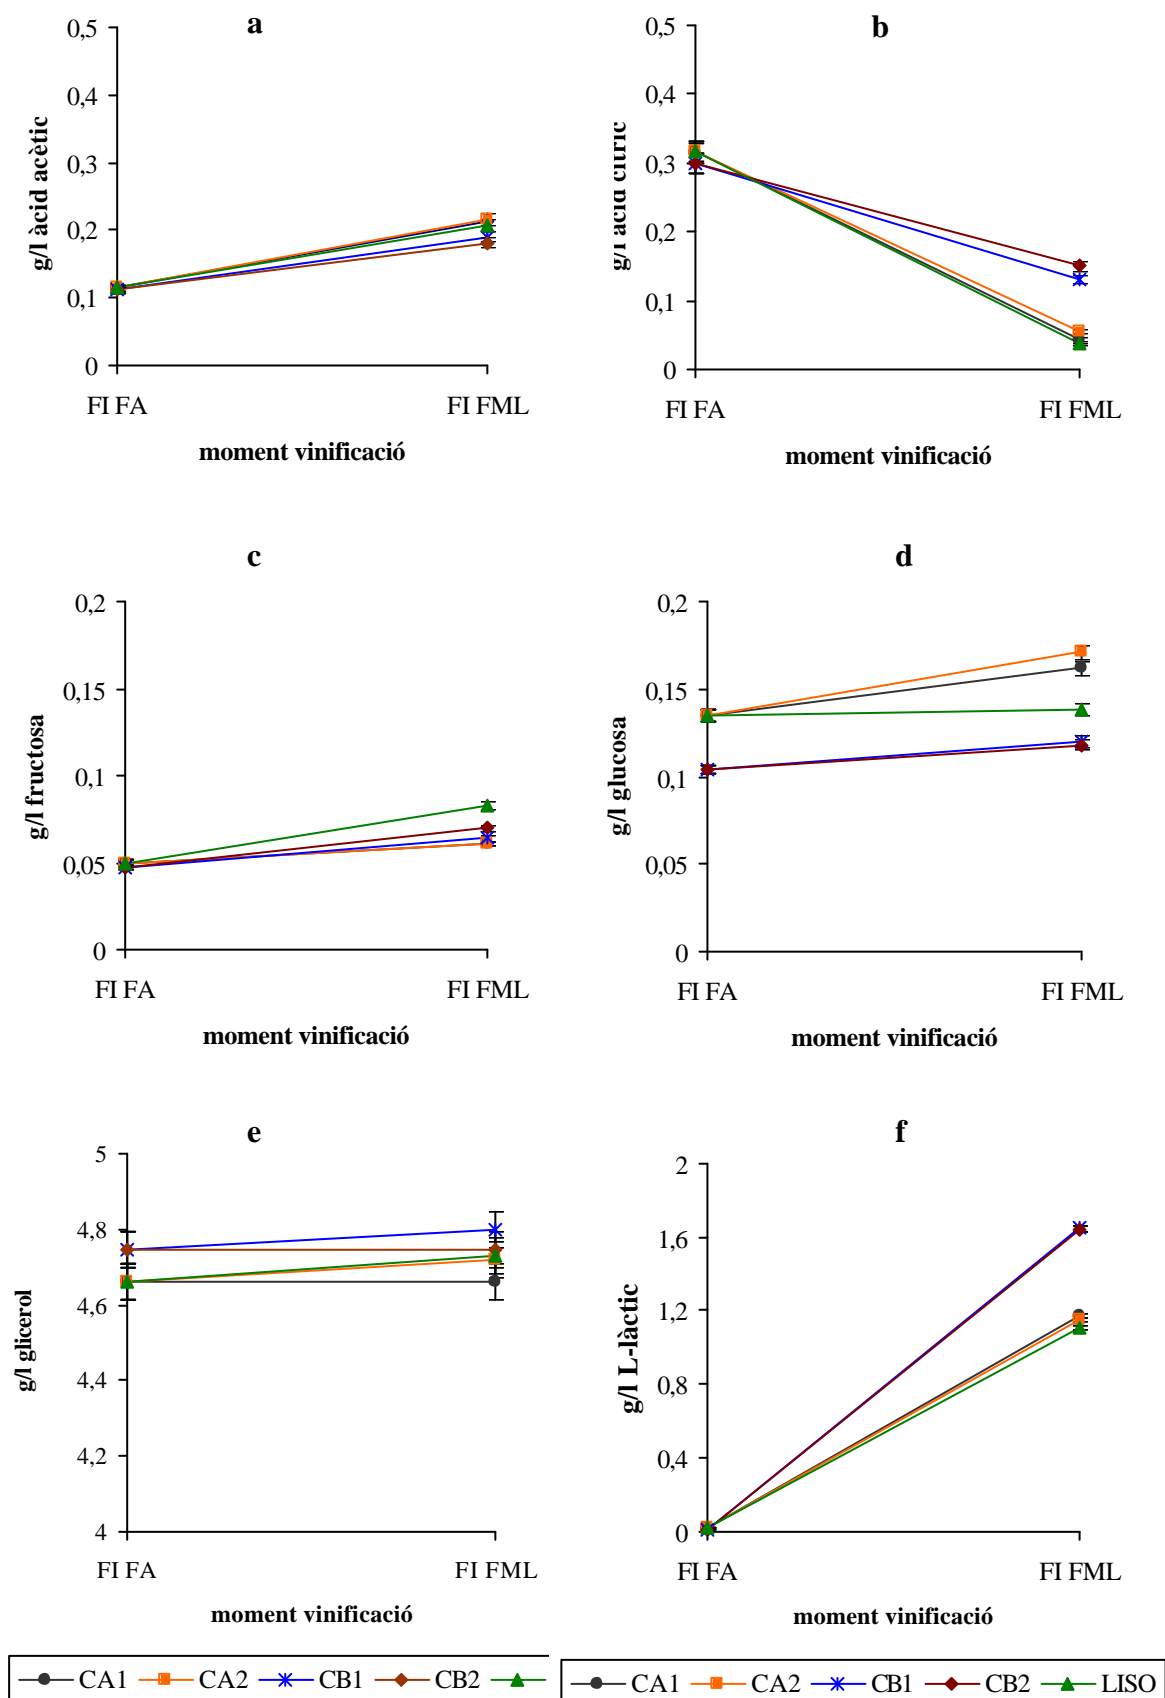 a
0,5
0,4
0,3
0,2
0,1
0
g/l àcid acètic
FI FA
FI FML
moment vinificació
b
0,5
0,4
0,3
0,2
0,1
0
g/l àcid cítric
FI FA
FI FML
moment vinificació
c
0,2
0,15
0,1
0,05
0
g/l fructosa
FI FA
FI FML
moment vinificació
d
0,2
0,15
0,1
0,05
0
g/l glucosa
FI FA
FI FML
moment vinificació
e
5
4,8
4,6
4,4
4,2
4
g/l glicerol
FI FA
FI FML
moment vinificació
f
2
1,6
1,2
0,8
0,4
0
g/l L-làctic
FI FA
FI FML
moment vinificació
CA1 CA2 CB1 CB2
CA1 CA2 CB1 CB2 LISO